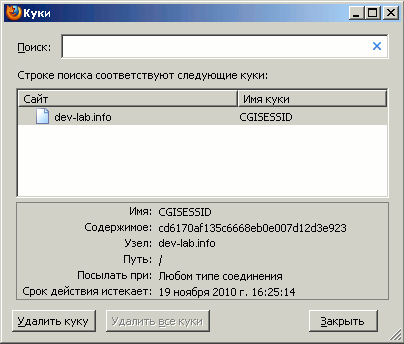 Куки
Поиск:
Строке поиска соответствуют следующие куки:
Сайт Имя куки
dev-lab.info CGISESSID
Имя: CGISESSID
Содержимое: cd6170af135c6668eb0e007d12d3e923
Узел: dev-lab.info
Путь: /
Посылать при: Любом типе соединения
Срок действия истекает: 19 ноября 2010 г. 16:25:14
Удалить куку Удалить все куки Закрыть